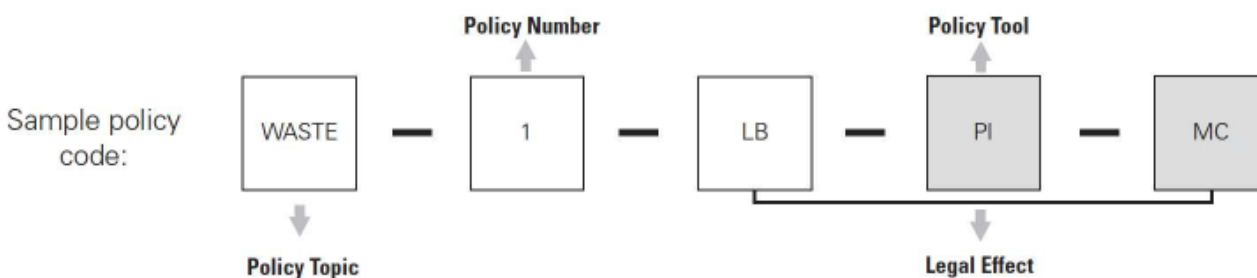 Policy Number
Policy Tool
Sample policy
code:
WASTE
1
LB
PI
MC
Policy Topic
Legal Effect